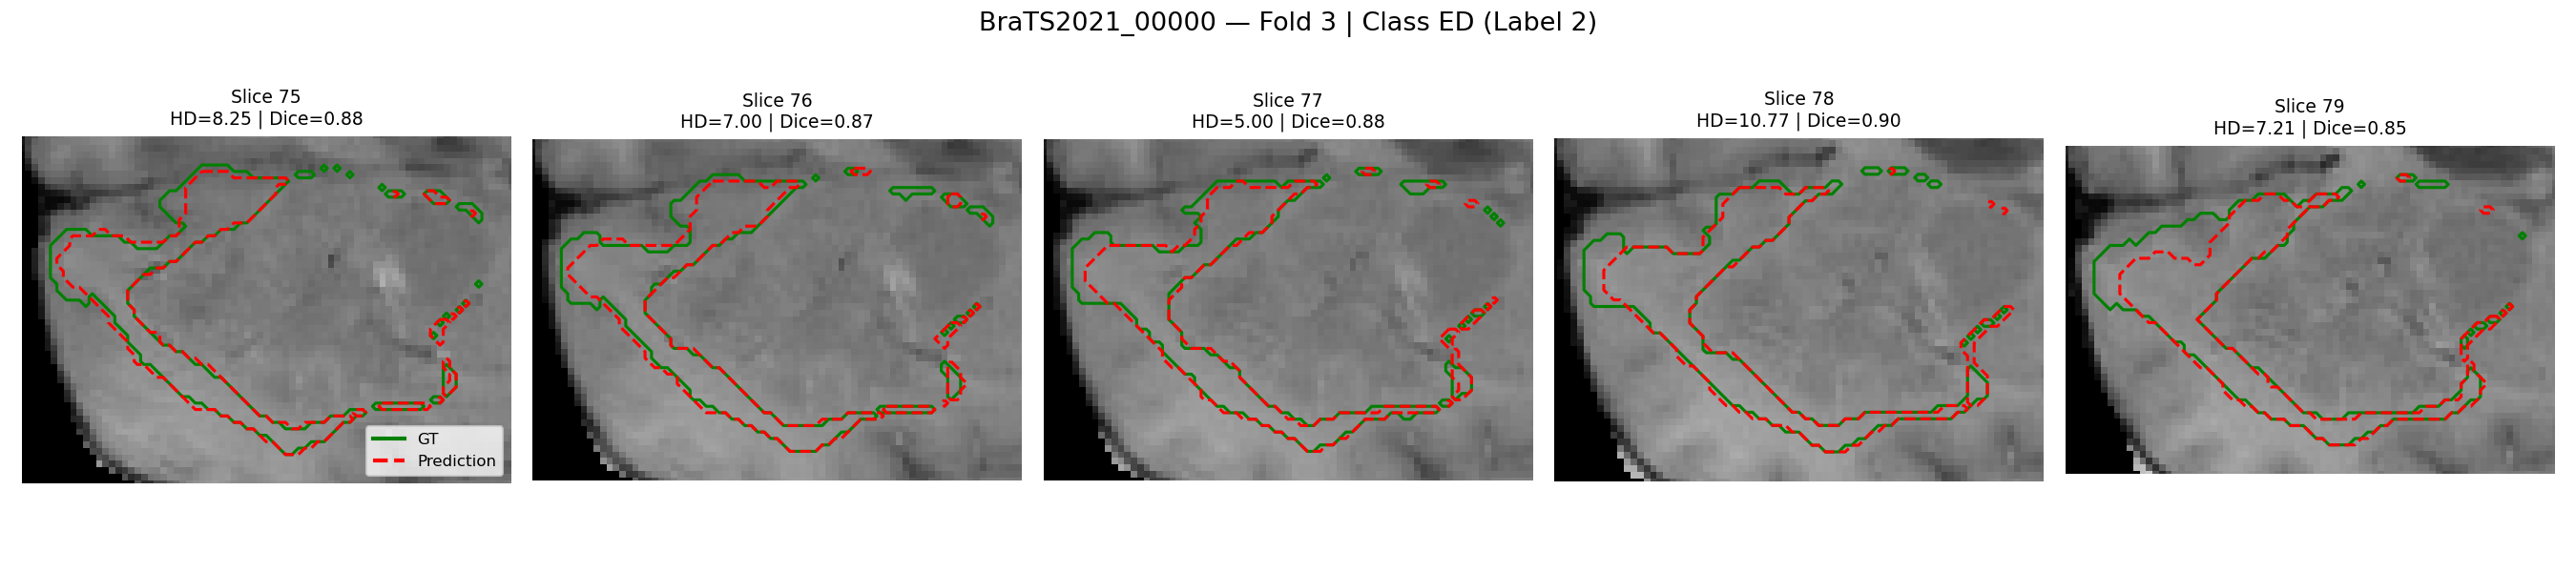 BraTS2021_00000 — Fold 3 | Class ED (Label 2)
Slice 75
HD=8.25 | Dice=0.88
Slice 76
HD=7.00 | Dice=0.87
Slice 77
HD=5.00 | Dice=0.88
Slice 78
HD=10.77 | Dice=0.90
Slice 79
HD=7.21 | Dice=0.85
GT
Prediction